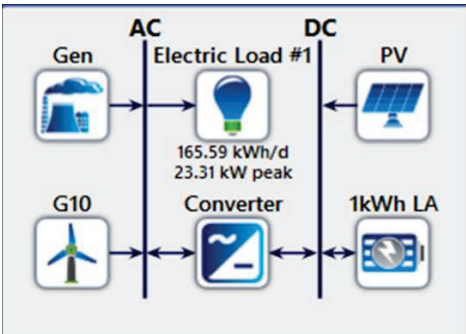 AC
DC
Gen
Electric Load #1
PV
165.59 kWh/d
23.31 kW peak
G10
Converter
1kWh LA